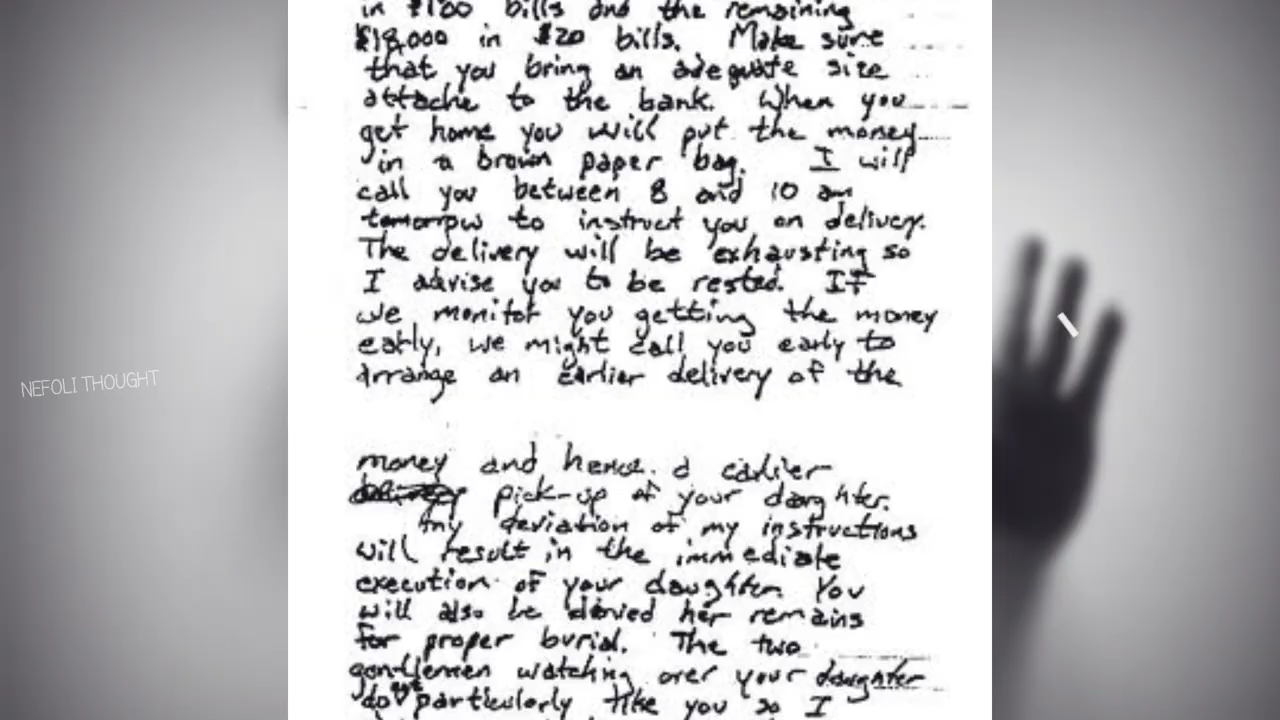 in $100 bills and the remaining
$18,000 in $20 bills. Make sure
that you bring an adequate size
attache to the bank. When you
get home you will put the money
in a brown paper bag. I will
call you between 8 and 10 am
tomorrow to instruct you on delivery.
The delivery will be exhausting so
I advise you to be rested. If
we monitor you getting the money
early, we might call you early to
arrange an earlier delivery of the
money and hence. a earlier
pick-up of your daughter.
Any deviation of my instructions
will result in the immediate
execution of your daughter. You
will also be denied her remains
for proper burial. The two
gentlemen watching over your daughter
do not particularly like you so I
NEFOLI THOUGHT